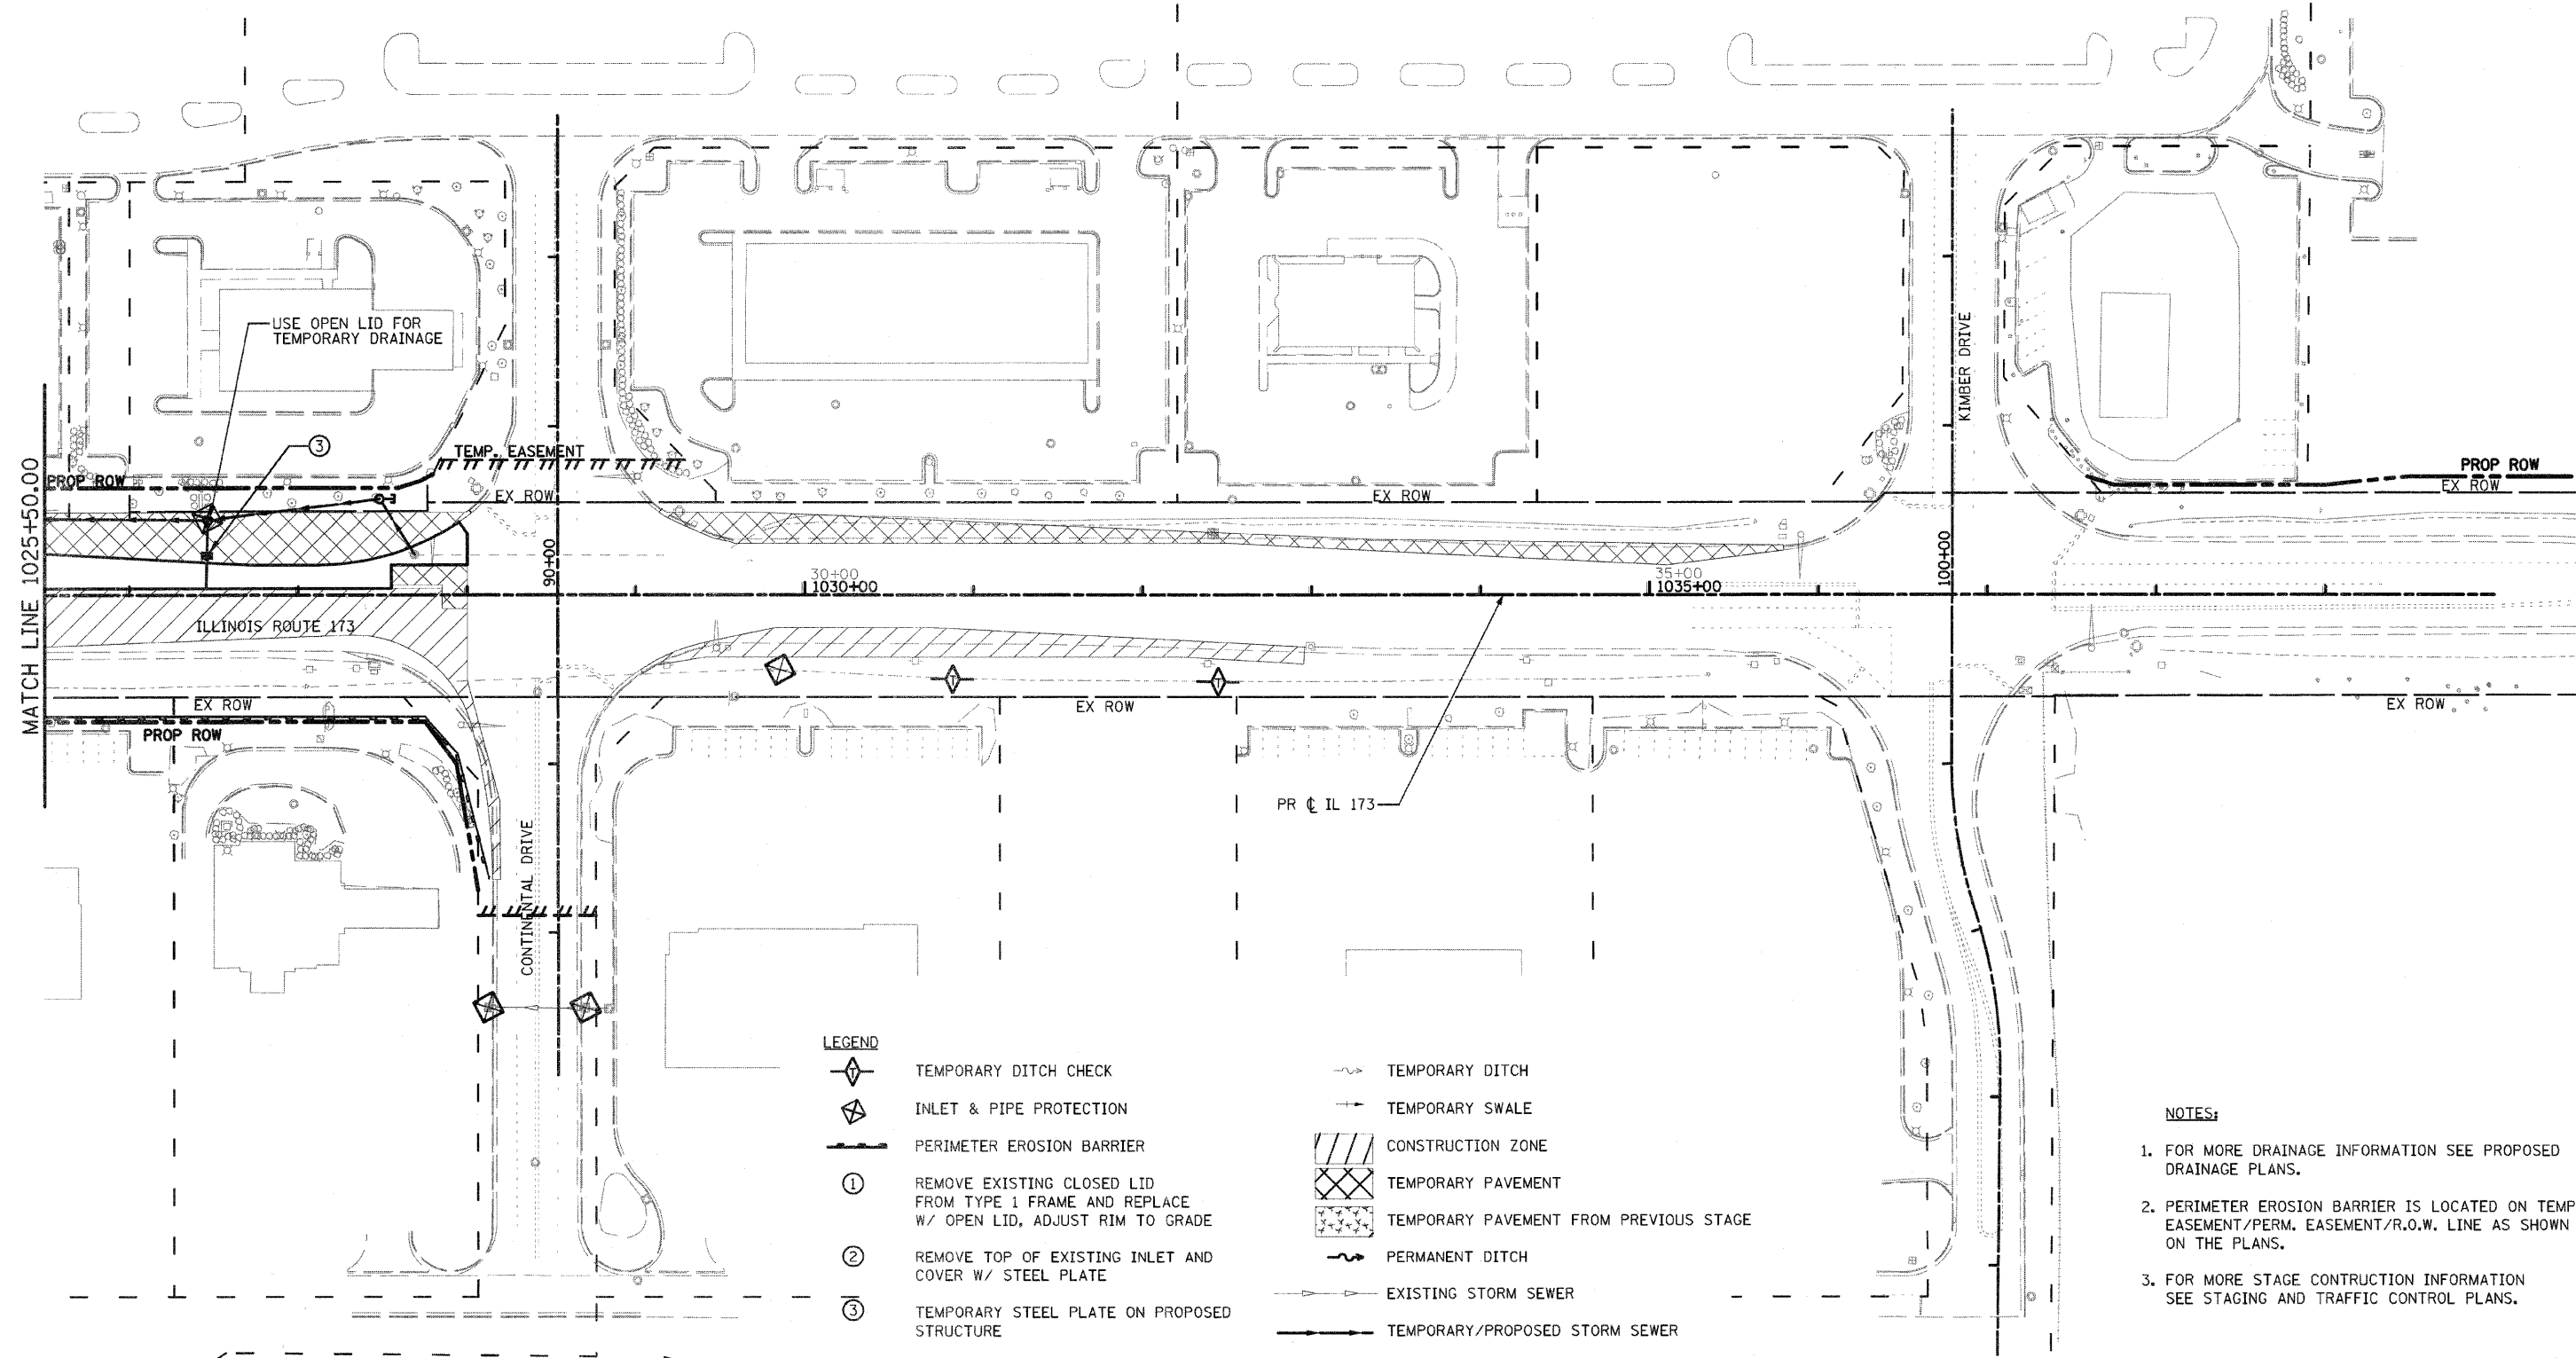 USE OPEN LID FOR
TEMPORARY DRAINAGE
3
TEMP. EASEMENT
PROP ROW
EX ROW
EX ROW
PROP ROW
EX ROW
KIMBER DRIVE
MATCH LINE 1025+50.00
90+00
100+00
30+00
1030+00
35+00
1035+00
ILLINOIS ROUTE 173
EX ROW
PROP ROW
EX ROW
EX ROW
PR ℄ IL 173
CONTINENTAL DRIVE
LEGEND
T TEMPORARY DITCH CHECK
INLET & PIPE PROTECTION
PERIMETER EROSION BARRIER
1 REMOVE EXISTING CLOSED LID
FROM TYPE 1 FRAME AND REPLACE
W/ OPEN LID, ADJUST RIM TO GRADE
2 REMOVE TOP OF EXISTING INLET AND
COVER W/ STEEL PLATE
3 TEMPORARY STEEL PLATE ON PROPOSED
STRUCTURE
TEMPORARY DITCH
TEMPORARY SWALE
CONSTRUCTION ZONE
TEMPORARY PAVEMENT
TEMPORARY PAVEMENT FROM PREVIOUS STAGE
PERMANENT DITCH
EXISTING STORM SEWER
TEMPORARY/PROPOSED STORM SEWER
NOTES:
1. FOR MORE DRAINAGE INFORMATION SEE PROPOSED
DRAINAGE PLANS.
2. PERIMETER EROSION BARRIER IS LOCATED ON TEMP
EASEMENT/PERM. EASEMENT/R.O.W. LINE AS SHOWN
ON THE PLANS.
3. FOR MORE STAGE CONTRUCTION INFORMATION
SEE STAGING AND TRAFFIC CONTROL PLANS.